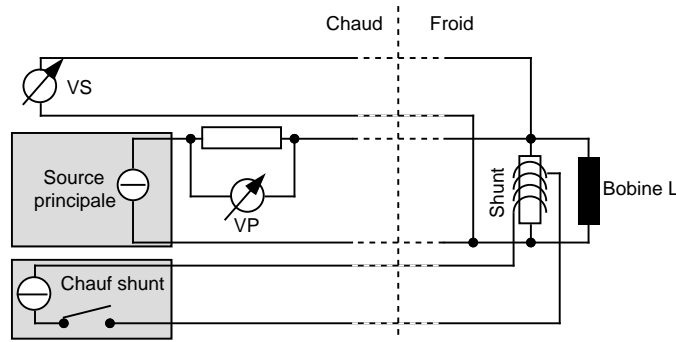 Chaud
Froid
VS
Source
principale
VP
Shunt
Bobine L
Chauf shunt